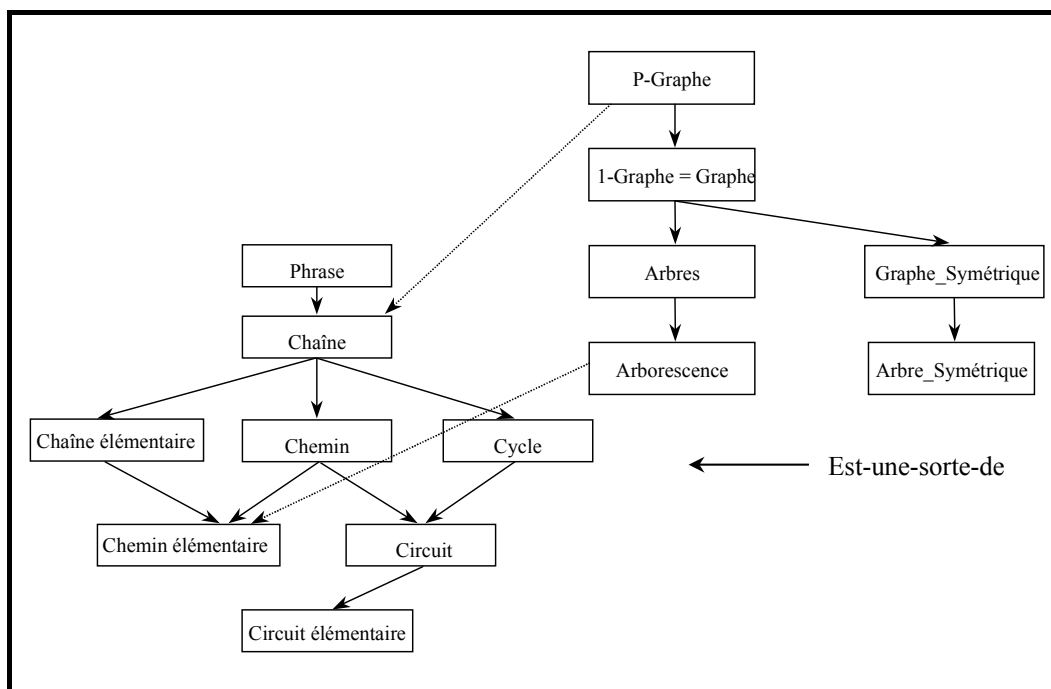 P-Graphe
1-Graphe = Graphe
Phrase
Arbres
Graphe_Symétrique
Chaîne
Arborescence
Arbre_Symétrique
Chaîne élémentaire
Chemin
Cycle
Est-une-sorte-de
Chemin élémentaire
Circuit
Circuit élémentaire